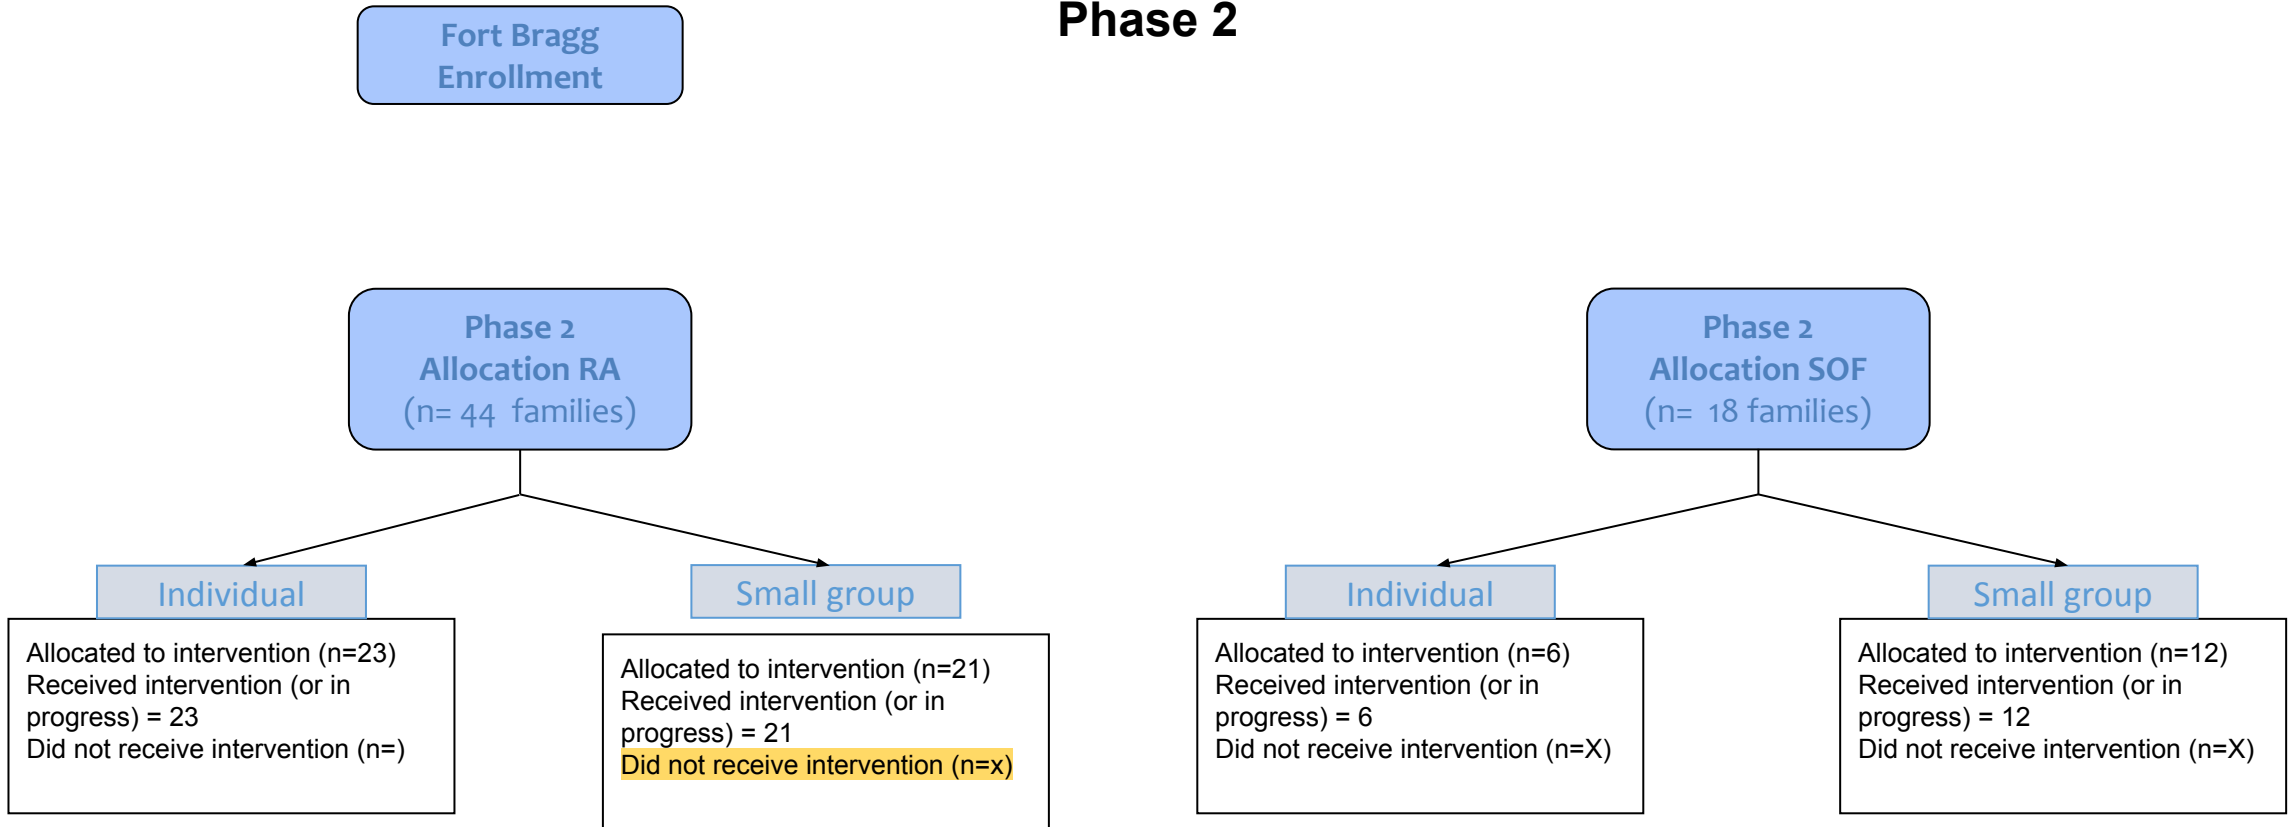 Phase 2
Fort Bragg
Enrollment
Phase 2
Allocation RA
(n= 44 families)
Phase 2
Allocation SOF
(n= 18 families)
Individual
Allocated to intervention (n=23)
Received intervention (or in
progress) = 23
Did not receive intervention (n=)
Small group
Allocated to intervention (n=21)
Received intervention (or in
progress) = 21
Did not receive intervention (n=x)
Individual
Allocated to intervention (n=6)
Received intervention (or in
progress) = 6
Did not receive intervention (n=X)
Small group
Allocated to intervention (n=12)
Received intervention (or in
progress) = 12
Did not receive intervention (n=X)